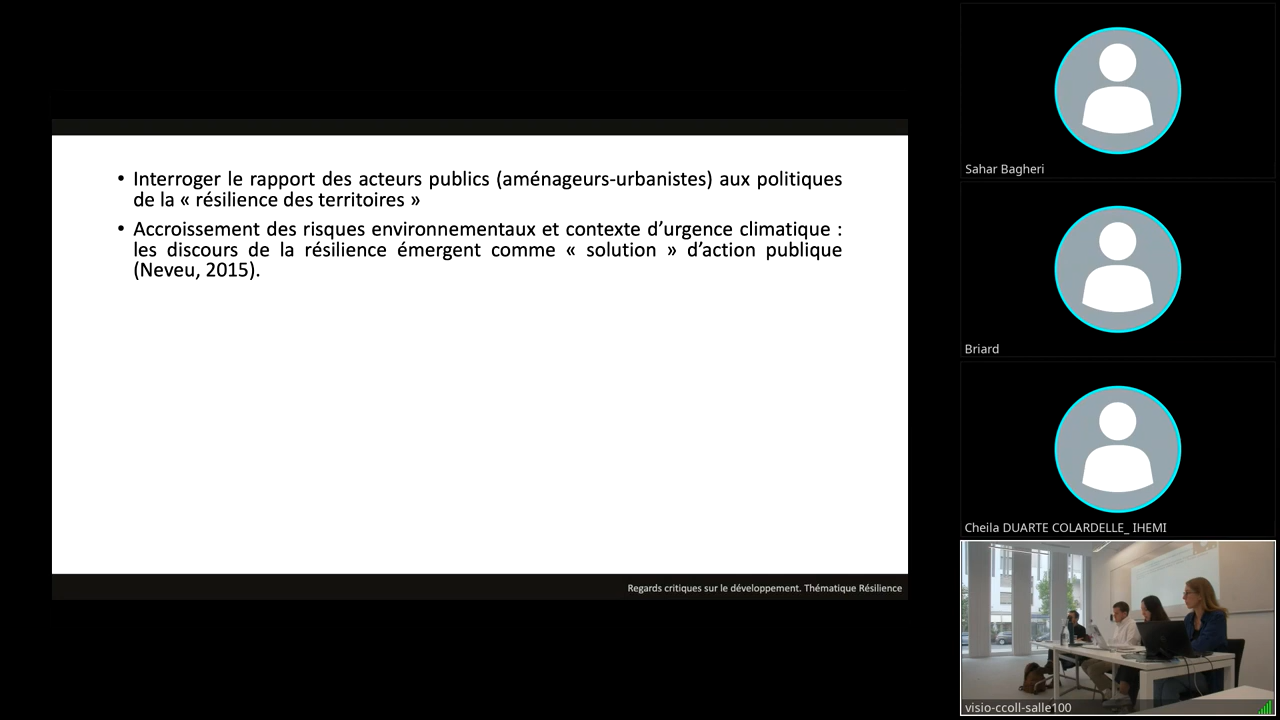 • Interroger le rapport des acteurs publics (aménageurs-urbanistes) aux politiques
de la « résilience des territoires »
• Accroissement des risques environnementaux et contexte d’urgence climatique :
les discours de la résilience émergent comme « solution » d’action publique
(Neveu, 2015).
Regards critiques sur le développement. Thématique Résilience
Sahar Bagheri
Briard
Cheila DUARTE COLARDELLE_ IHEMI
visio-ccoll-salle100